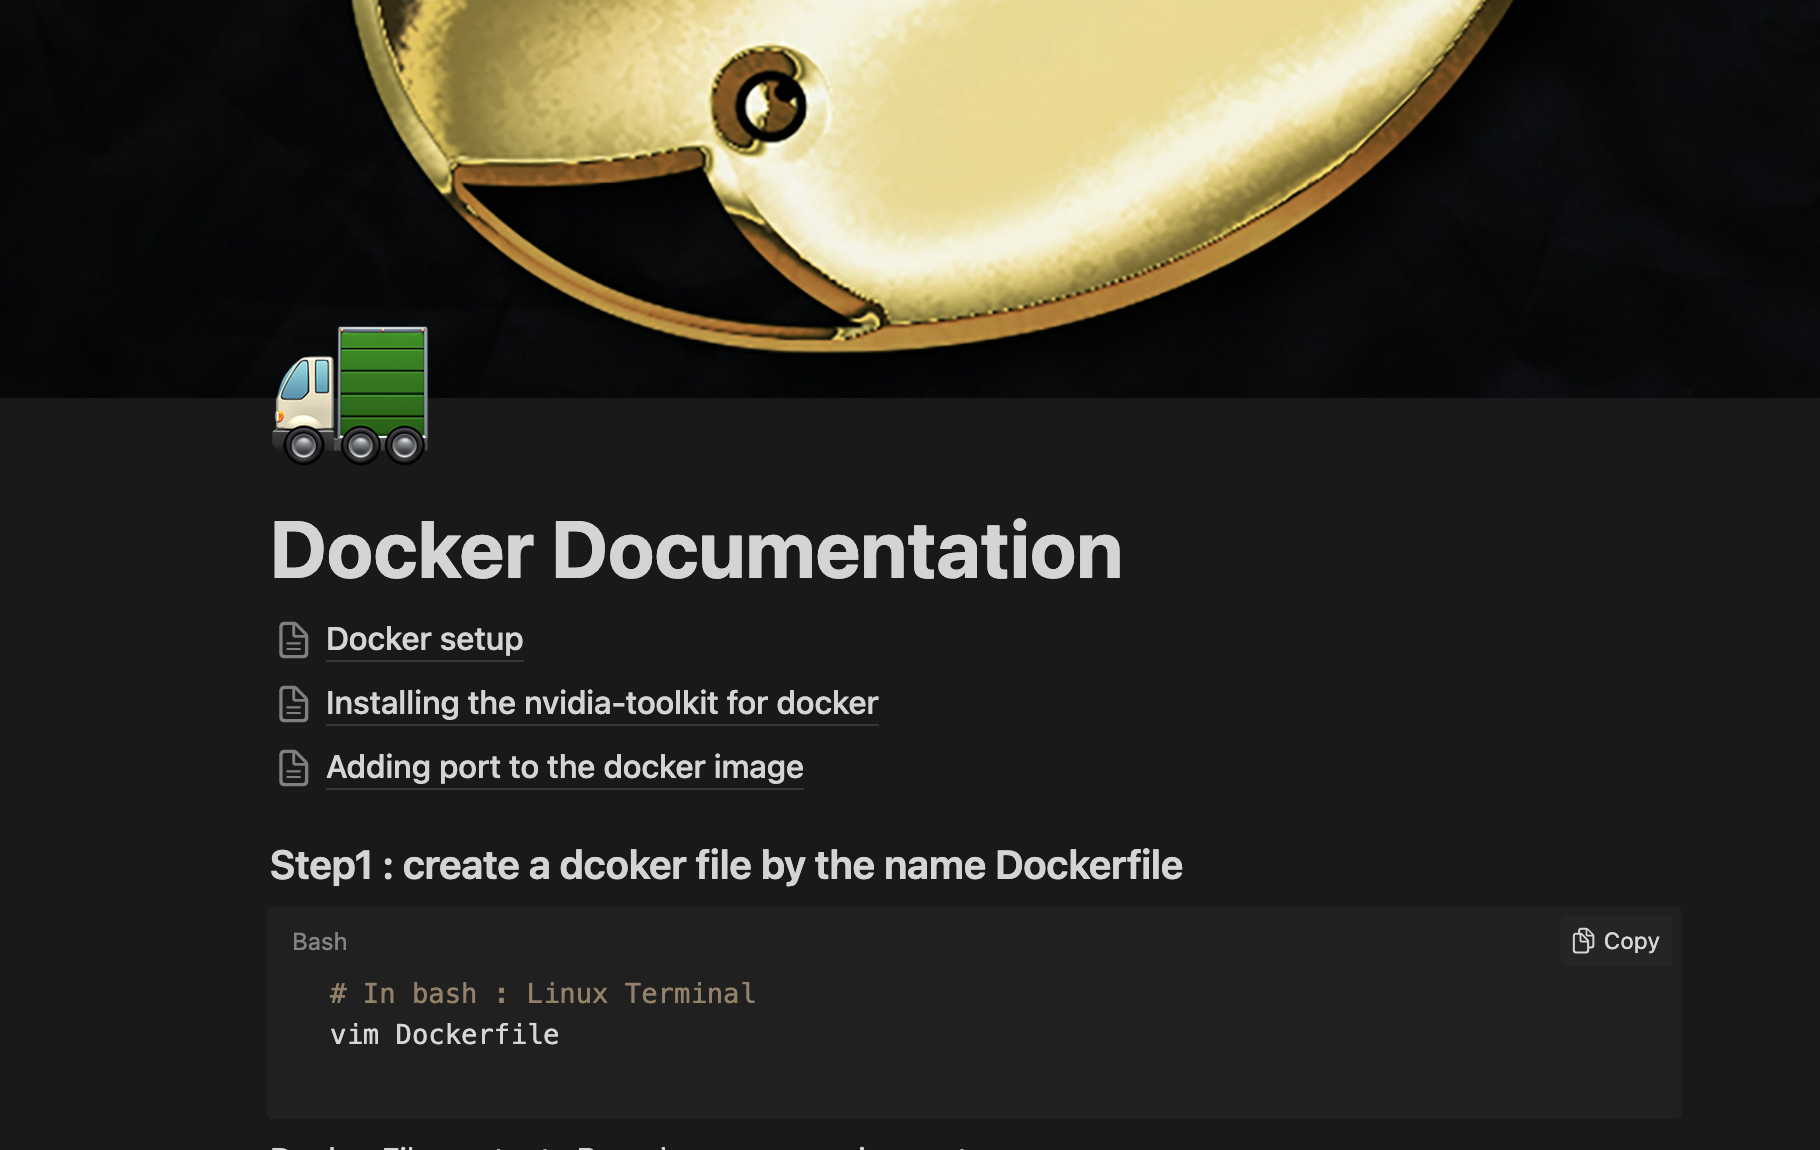 Docker Documentation
Docker setup
Installing the nvidia-toolkit for docker
Adding port to the docker image
Step1 : create a dcoker file by the name Dockerfile
Bash
Copy
# In bash : Linux Terminal
vim Dockerfile